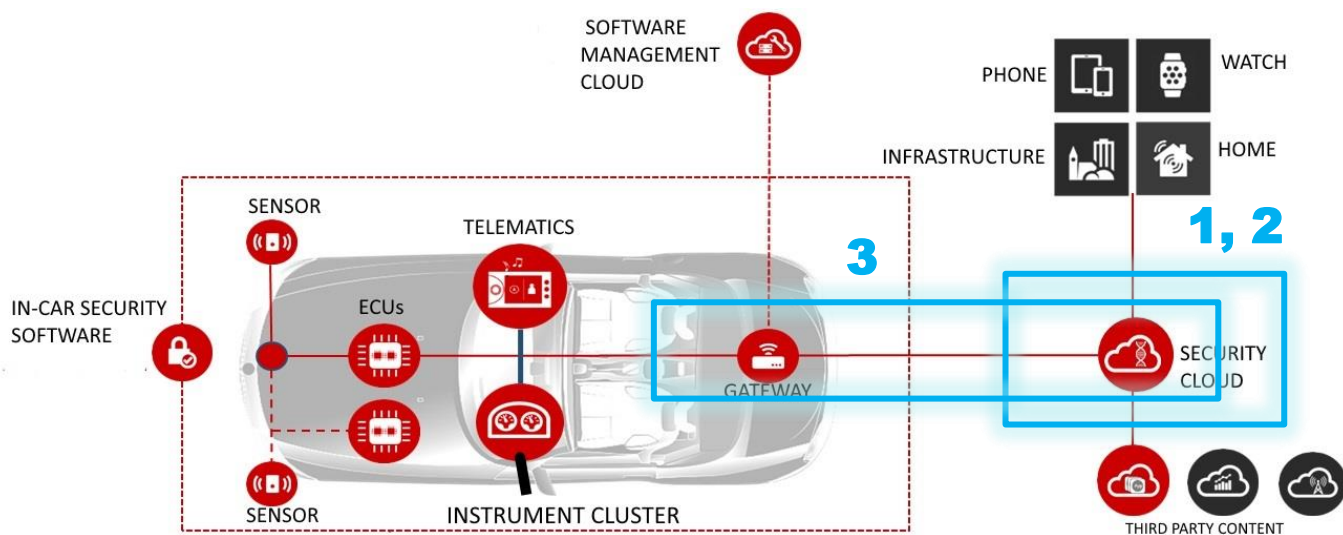 SOFTWARE
MANAGEMENT
CLOUD
PHONE
WATCH
INFRASTRUCTURE
HOME
SENSOR
TELEMATICS
1, 2
3
IN-CAR SECURITY
SOFTWARE
ECUs
GATEWAY
SECURITY
CLOUD
SENSOR
INSTRUMENT CLUSTER
THIRD PARTY CONTENT